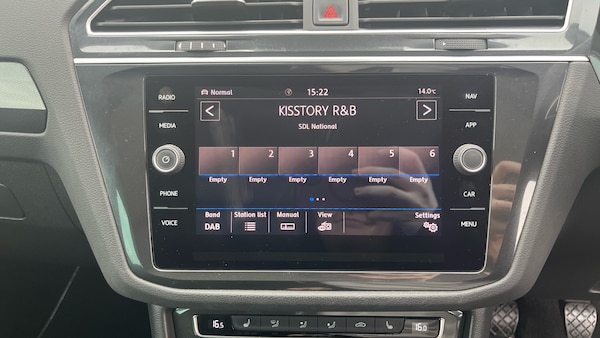 Normal 15:22 14.0°C
RADIO
MEDIA
PHONE
VOICE
< KISSTORY R&B >
SDL National
1 2 3 4 5 6
Empty Empty Empty Empty Empty Empty
Band Station list Manual View Settings
DAB
NAV
APP
CAR
MENU
16.5 16.0